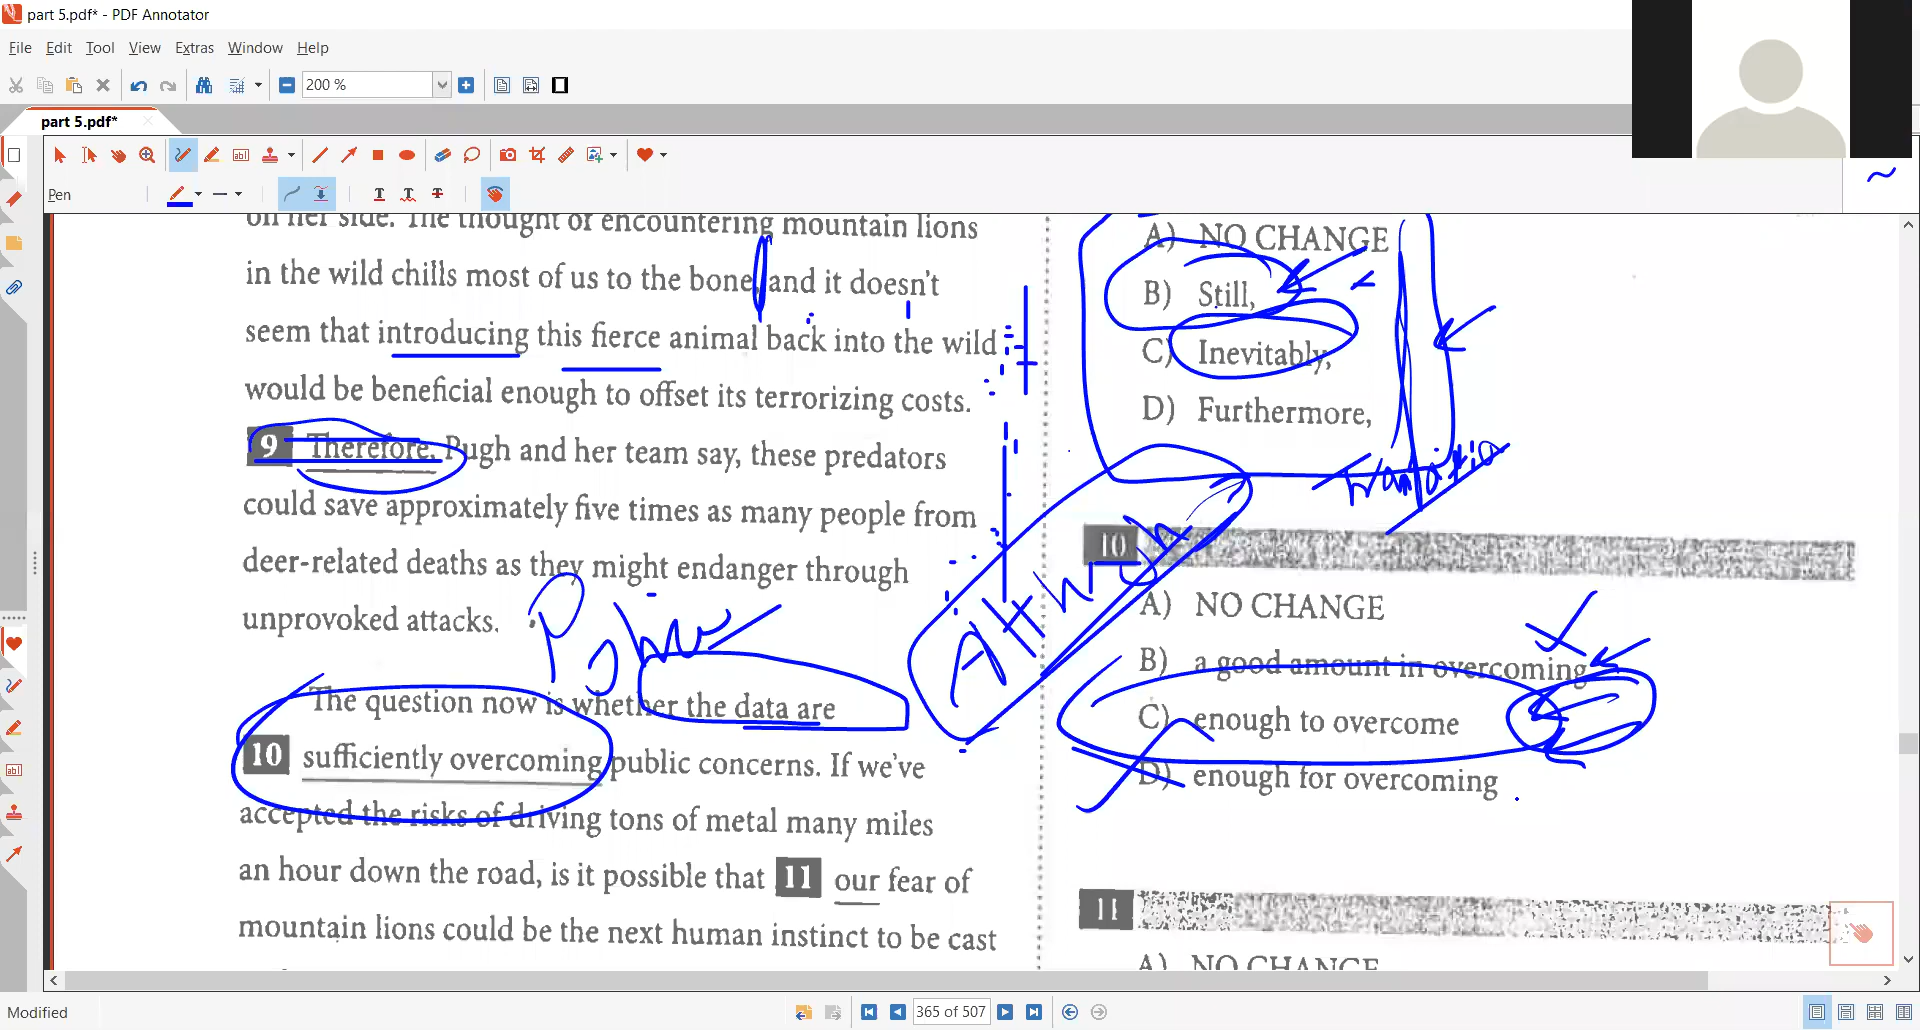 part 5.pdf* - PDF Annotator
File Edit Tool View Extras Window Help
200 %
part 5.pdf*
Pen
on her side. The thought of encountering mountain lions
in the wild chills most of us to the bone, and it doesn't
seem that introducing this fierce animal back into the wild
would be beneficial enough to offset its terrorizing costs.
9 Therefore, Pugh and her team say, these predators
could save approximately five times as many people from
deer-related deaths as they might endanger through
unprovoked attacks.
The question now is whether the data are
10 sufficiently overcoming public concerns. If we've
accepted the risks of driving tons of metal many miles
an hour down the road, is it possible that 11 our fear of
mountain lions could be the next human instinct to be cast
A) NO CHANGE
B) Still,
C) Inevitably,
D) Furthermore,
10
A) NO CHANGE
B) a good amount in overcoming
C) enough to overcome
D) enough for overcoming
11
A) NO CHANGE
Modified
365 of 507